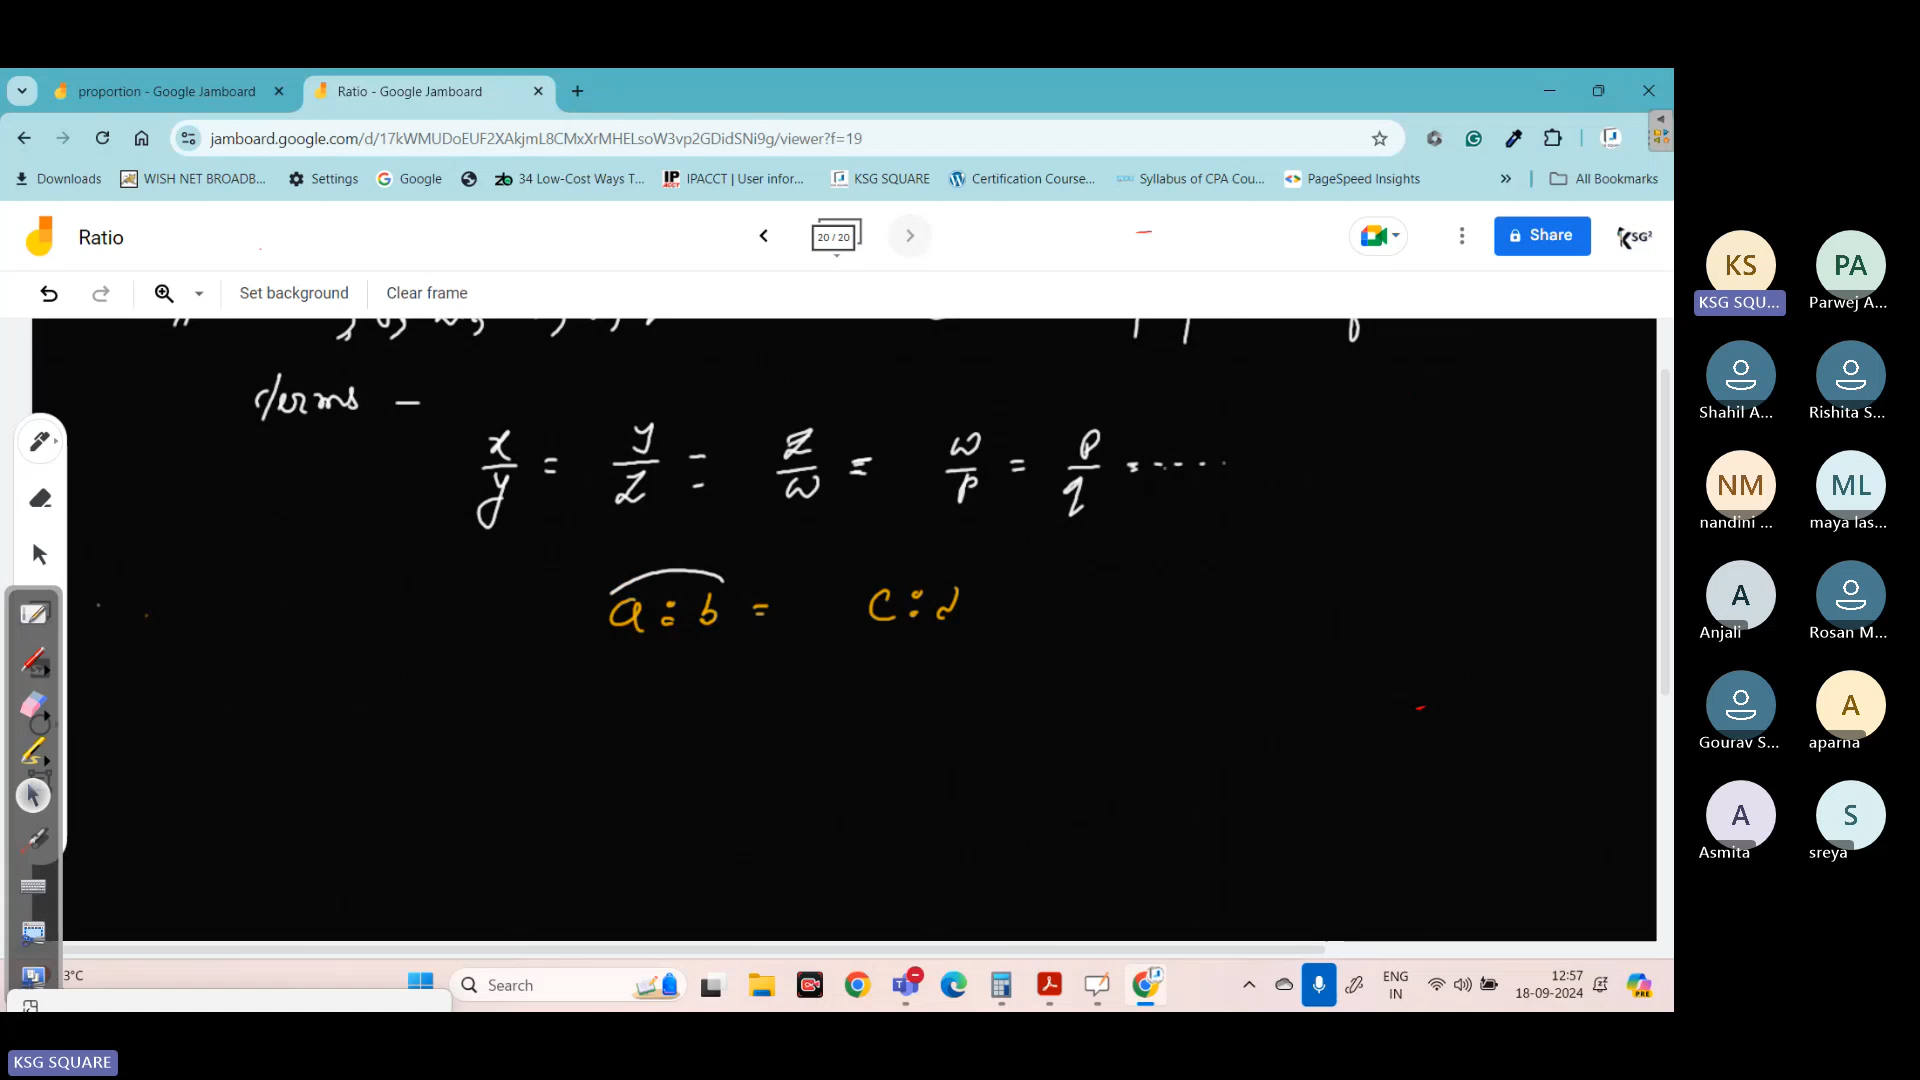 proportion - Google Jamboard
Ratio - Google Jamboard
jamboard.google.com/d/17kWMUDoEUF2XAkjmL8CMxXrMHELsoW3vp2GDidSNi9g/viewer?f=19
Downloads WISH NET BROADB... Settings Google 34 Low-Cost Ways T... IPACCT | User infor... KSG SQUARE Certification Course... Syllabus of CPA Cou... PageSpeed Insights » All Bookmarks
Ratio
20 / 20
Share
KSG²
Set background Clear frame
terms -
x/y = y/z = z/w = w/p = p/q = .....
a : b = c : d
KS
KSG SQU...
PA
Parwej A...
Shahil A...
Rishita S...
NM
nandini ...
ML
maya las...
A
Anjali
Rosan M...
Gourav S...
A
aparna
A
Asmita
S
sreya
3°C
Search
ENG
IN
12:57
18-09-2024
PRE
KSG SQUARE